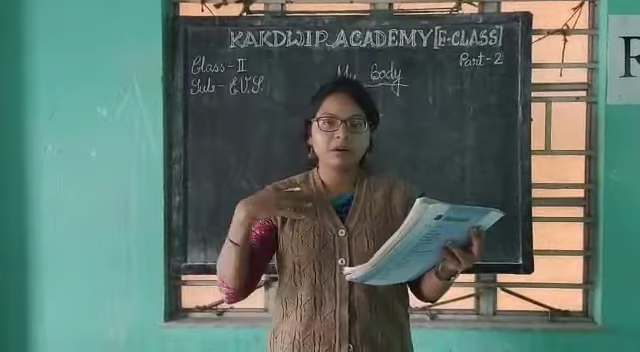 KAKDWIP ACADEMY [E-CLASS]
Class - II
Part - 2
Sub - E.V.S.
My Body
R